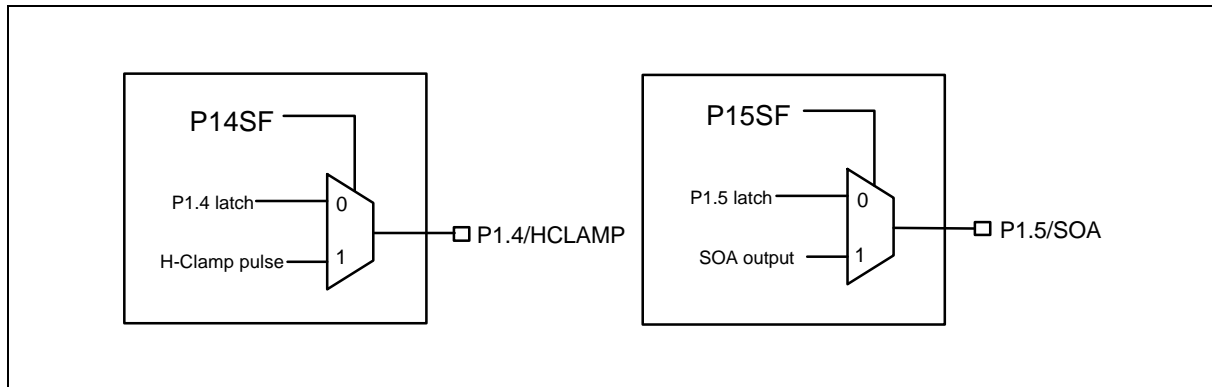 P14SF
P1.4 latch
0
H-Clamp pulse
1
P1.4/HCLAMP
P15SF
P1.5 latch
0
SOA output
1
P1.5/SOA